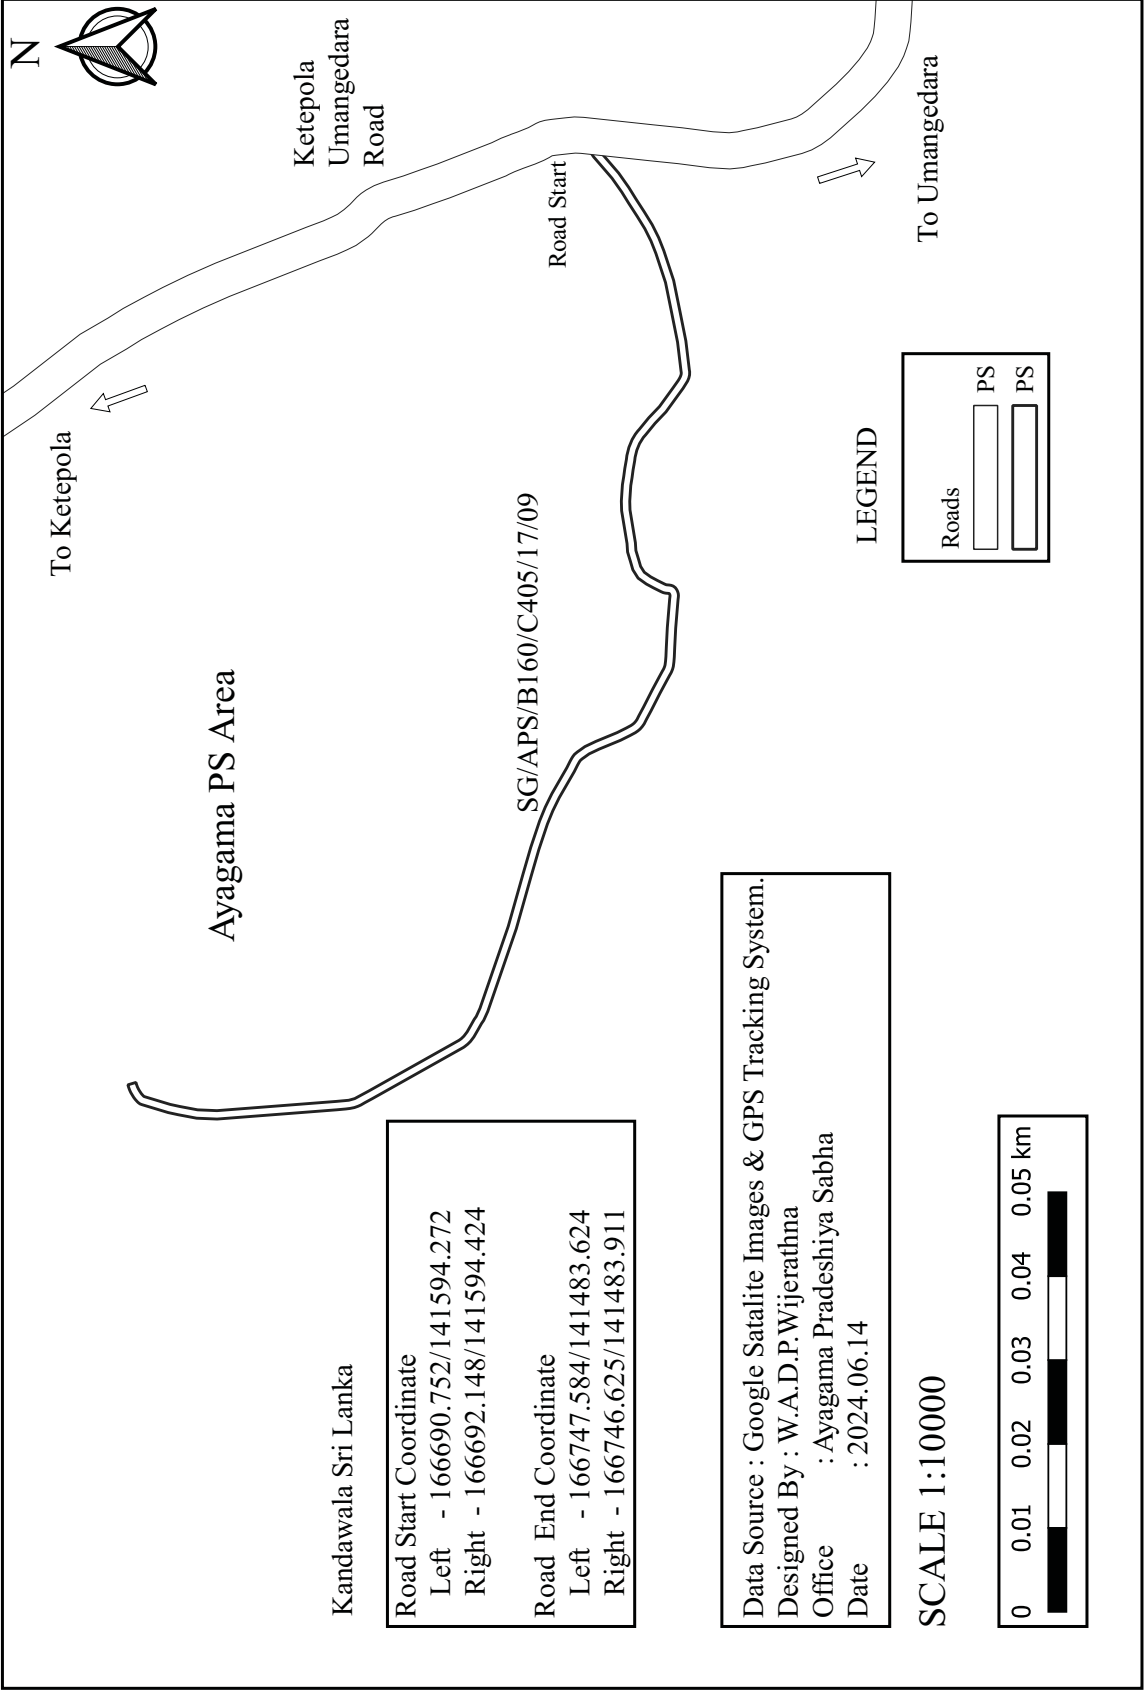 N
Ketepola
Umangedara
Road
To Ketepola
Road Start
To Umangedara
Ayagama PS Area
SG/APS/B160/C405/17/09
LEGEND
Roads
PS
PS
Kandawala Sri Lanka
Road Start Coordinate
Left - 166690.752/141594.272
Right - 166692.148/141594.424
Road End Coordinate
Left - 166747.584/141483.624
Right - 166746.625/141483.911
Data Source : Google Satalite Images & GPS Tracking System.
Designed By : W.A.D.P.Wijerathna
Office : Ayagama Pradeshiya Sabha
Date : 2024.06.14
SCALE 1:10000
0 0.01 0.02 0.03 0.04 0.05 km